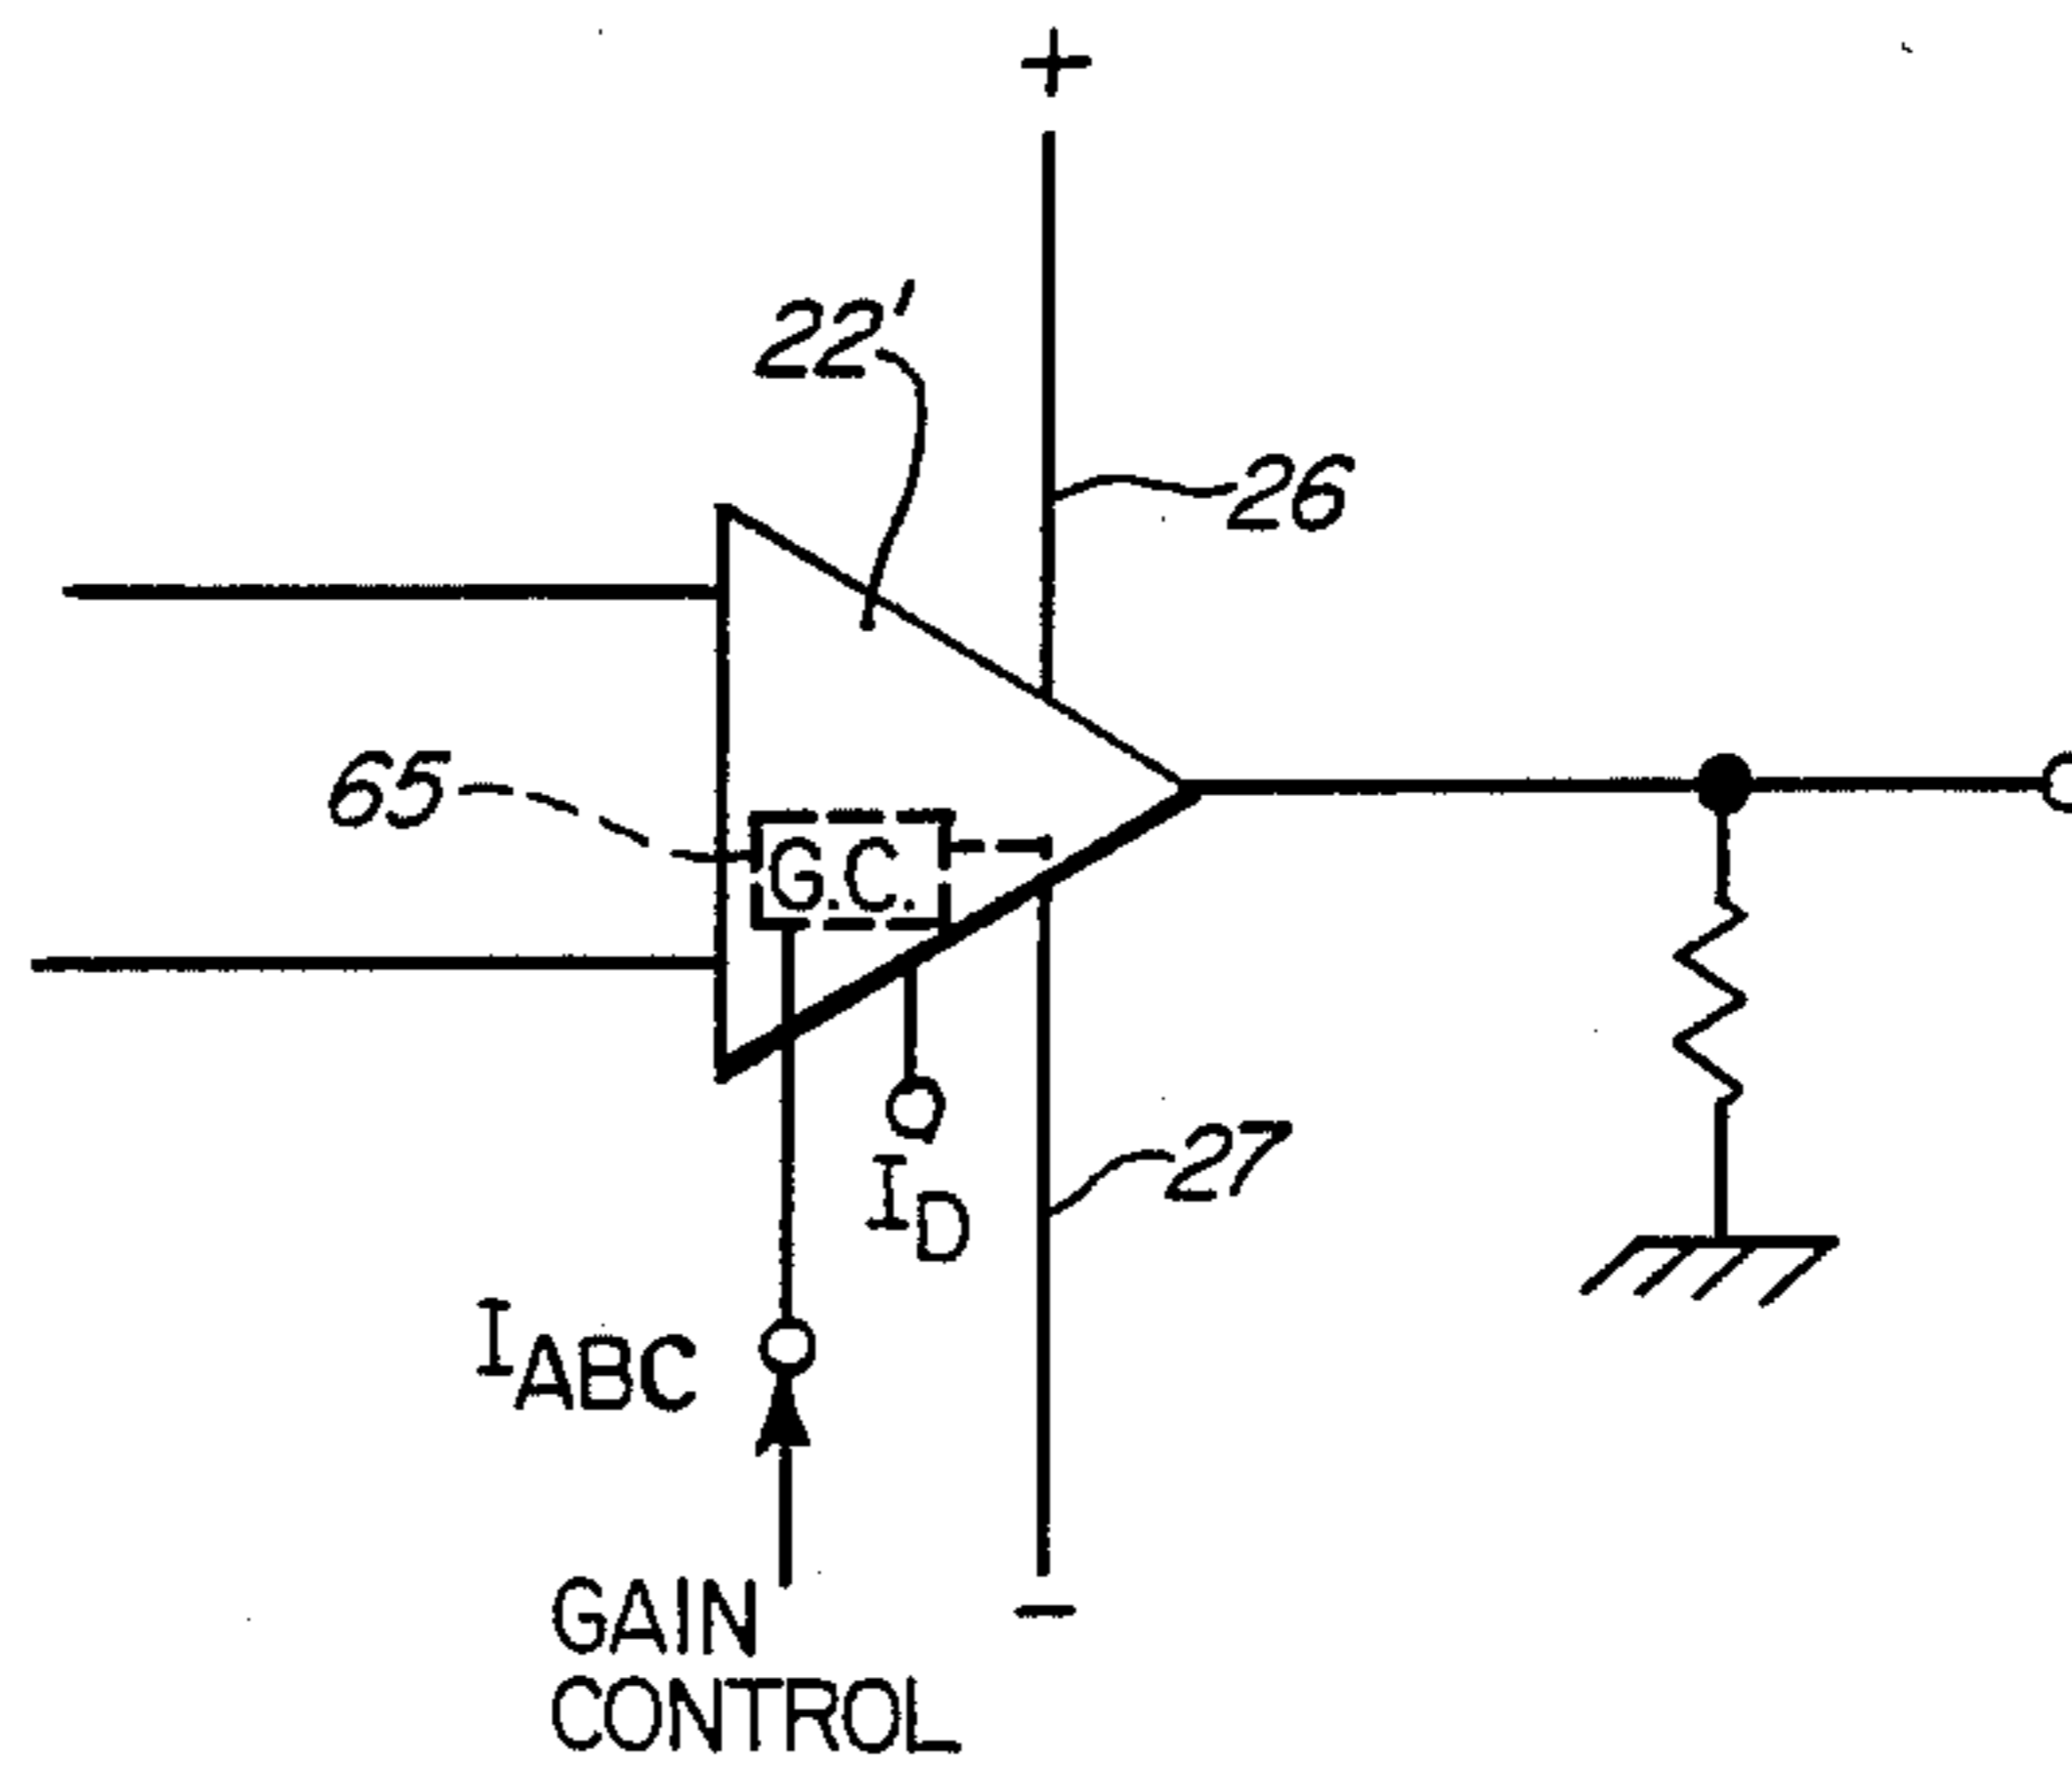 +
22'
26
65
G.C.
27
I_D
I_ABC
GAIN
CONTROL
−